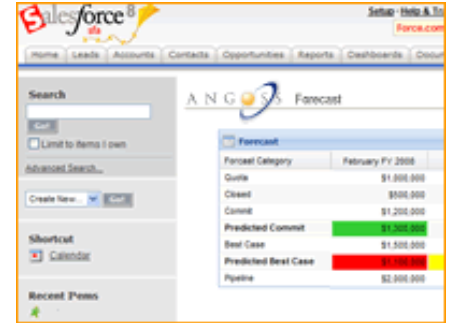 salesforce 8
sfa
Setup · Help & Tr
Force.com
Home Leads Accounts Contacts Opportunities Reports Dashboards Docu
Search
Go!
Limit to items I own
Advanced Search...
Create New... Go!
Shortcut
Calendar
Recent Items
ANGOSS Forecast
Forecast
Forcast Category February FY 2008
Quota $1,000,000
Closed $500,000
Commit $1,200,000
Predicted Commit $1,300,000
Best Case $1,500,000
Predicted Best Case $1,100,000
Pipeline $2,000,000